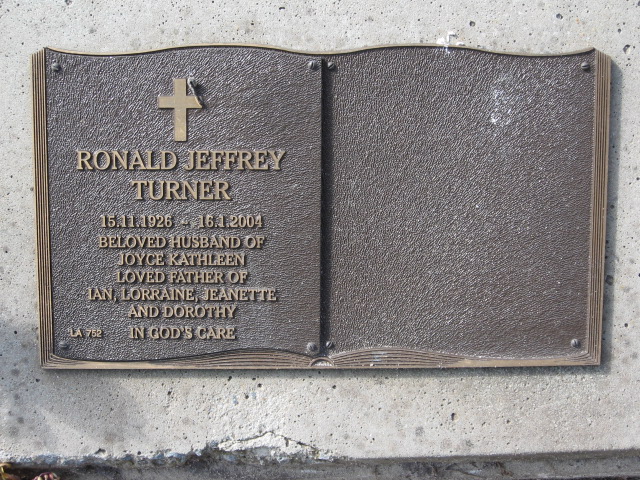 RONALD JEFFREY
TURNER
15.11.1926 - 16.1.2004
BELOVED HUSBAND OF
JOYCE KATHLEEN
LOVED FATHER OF
IAN, LORRAINE, JEANETTE
AND DOROTHY
LA 752 IN GOD'S CARE